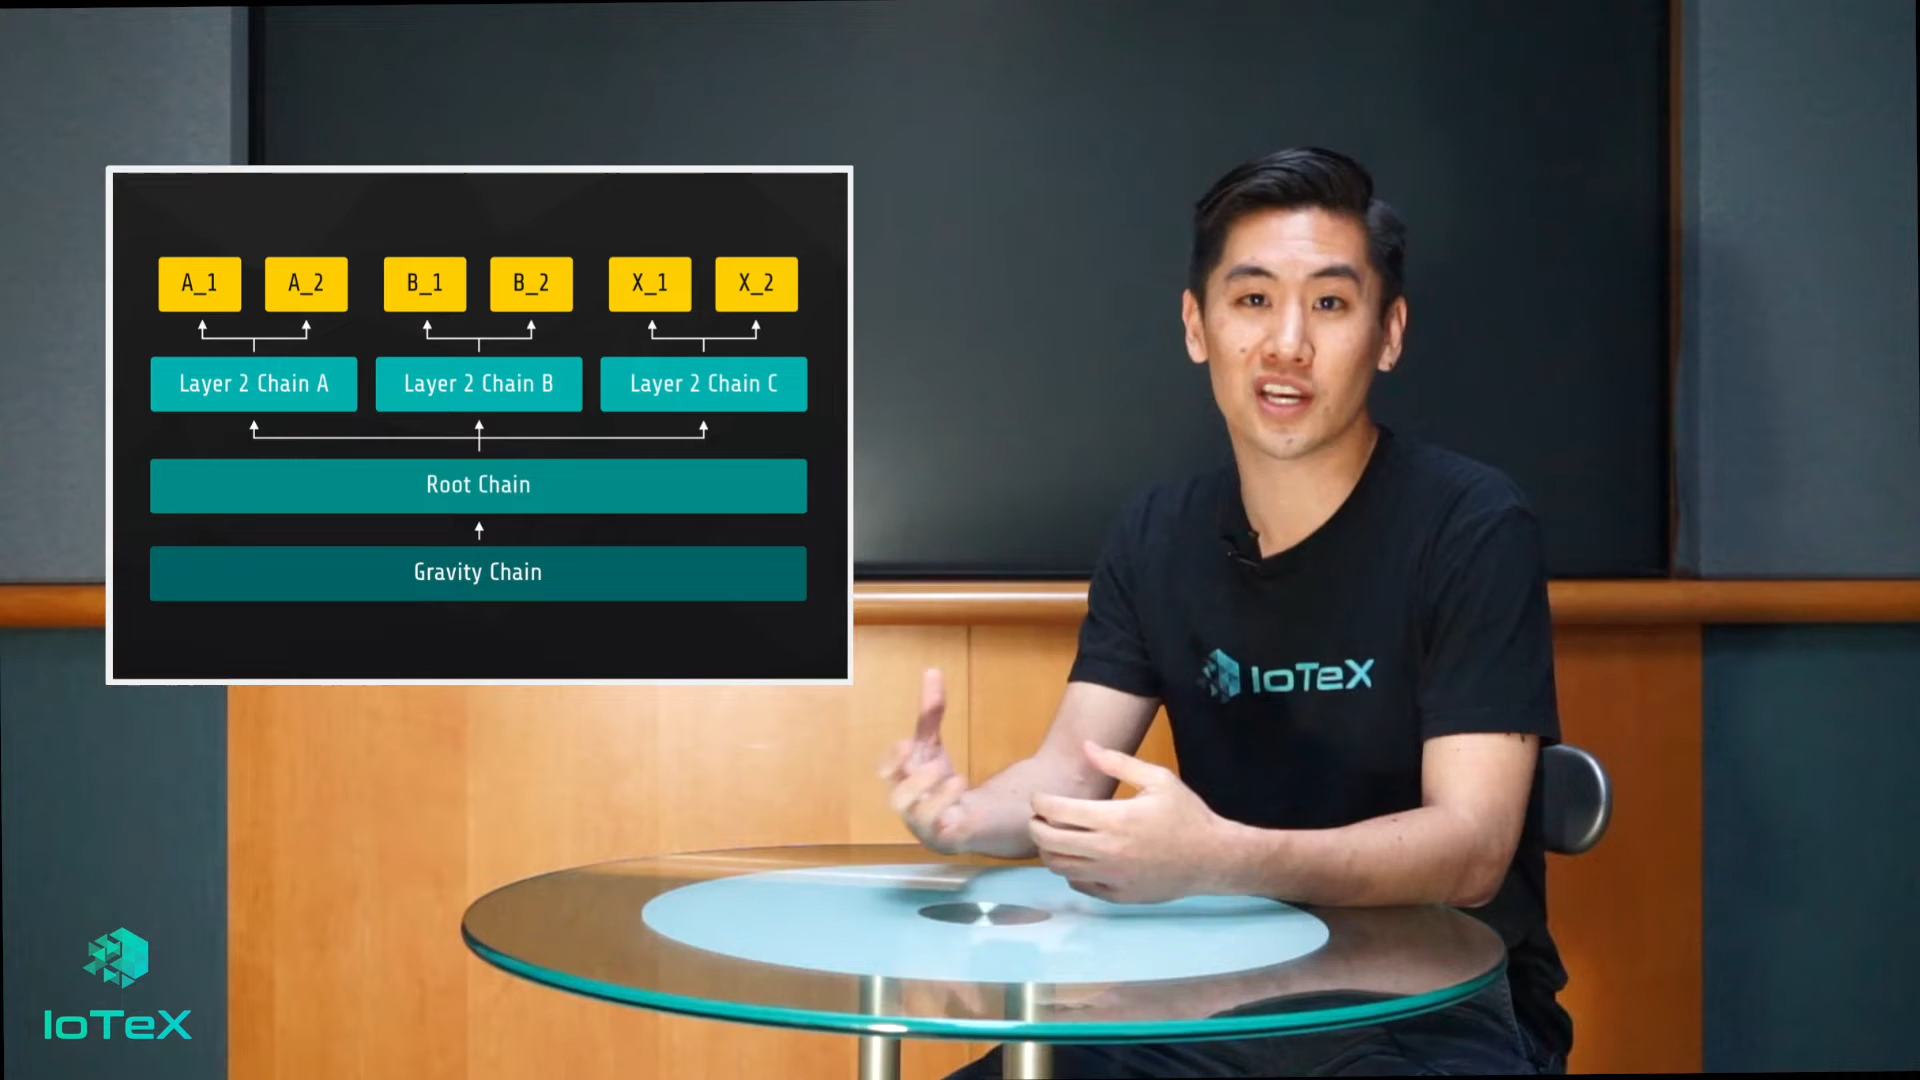 A_1 A_2 B_1 B_2 X_1 X_2
Layer 2 Chain A Layer 2 Chain B Layer 2 Chain C
Root Chain
Gravity Chain
IoTeX
IoTeX